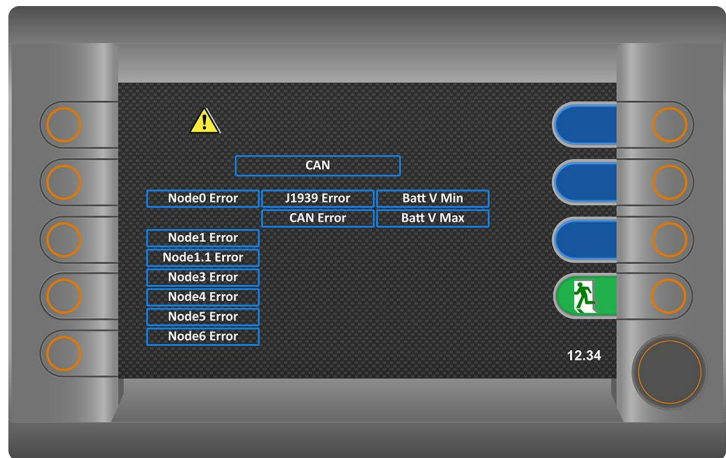 CAN
Node0 Error J1939 Error Batt V Min
CAN Error Batt V Max
Node1 Error
Node1.1 Error
Node3 Error
Node4 Error
Node5 Error
Node6 Error
12.34